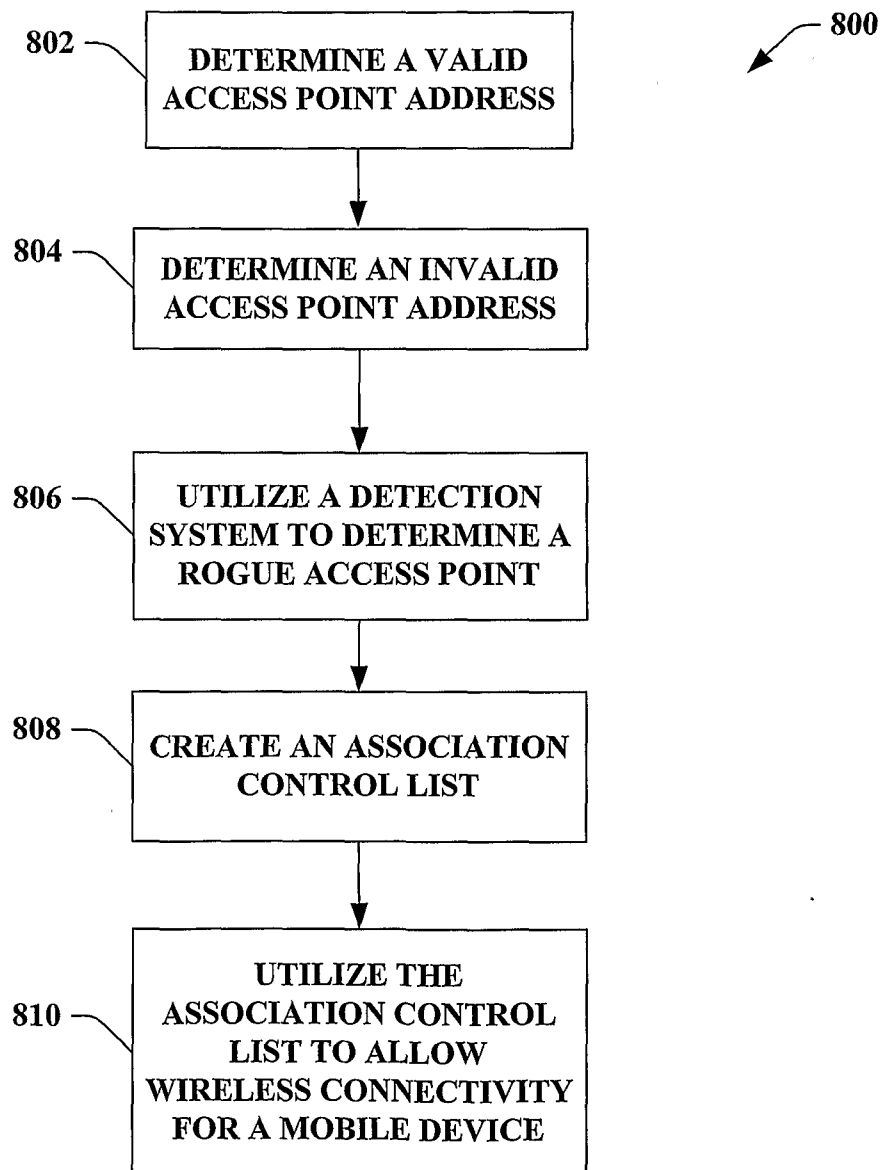 800
802
DETERMINE A VALID
ACCESS POINT ADDRESS
804
DETERMINE AN INVALID
ACCESS POINT ADDRESS
806
UTILIZE A DETECTION
SYSTEM TO DETERMINE A
ROGUE ACCESS POINT
808
CREATE AN ASSOCIATION
CONTROL LIST
810
UTILIZE THE
ASSOCIATION CONTROL
LIST TO ALLOW
WIRELESS CONNECTIVITY
FOR A MOBILE DEVICE